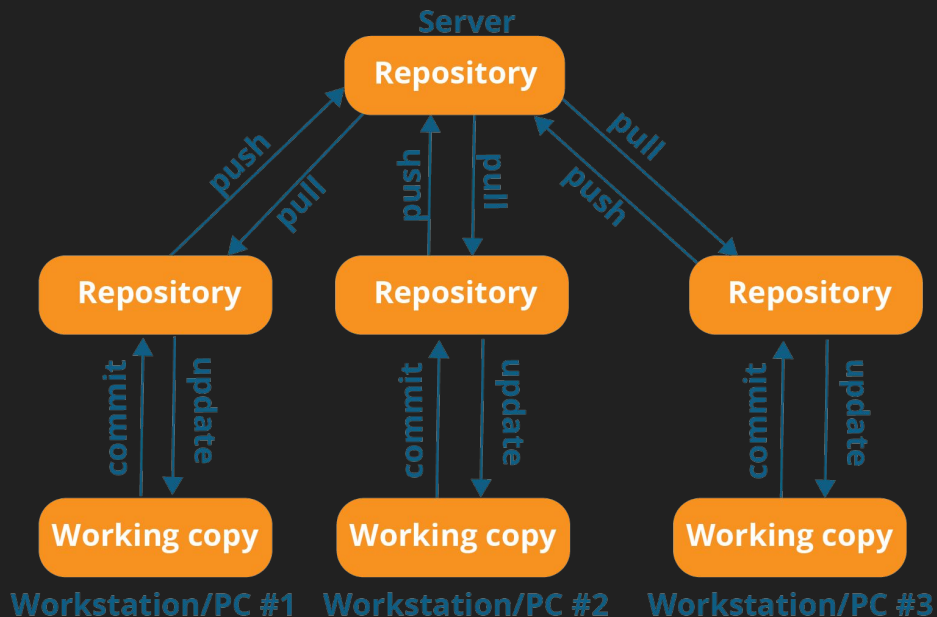 Server
Repository
push
pull
push
pull
push
pull
Repository
Repository
Repository
commit
update
commit
update
commit
update
Working copy
Working copy
Working copy
Workstation/PC #1
Workstation/PC #2
Workstation/PC #3